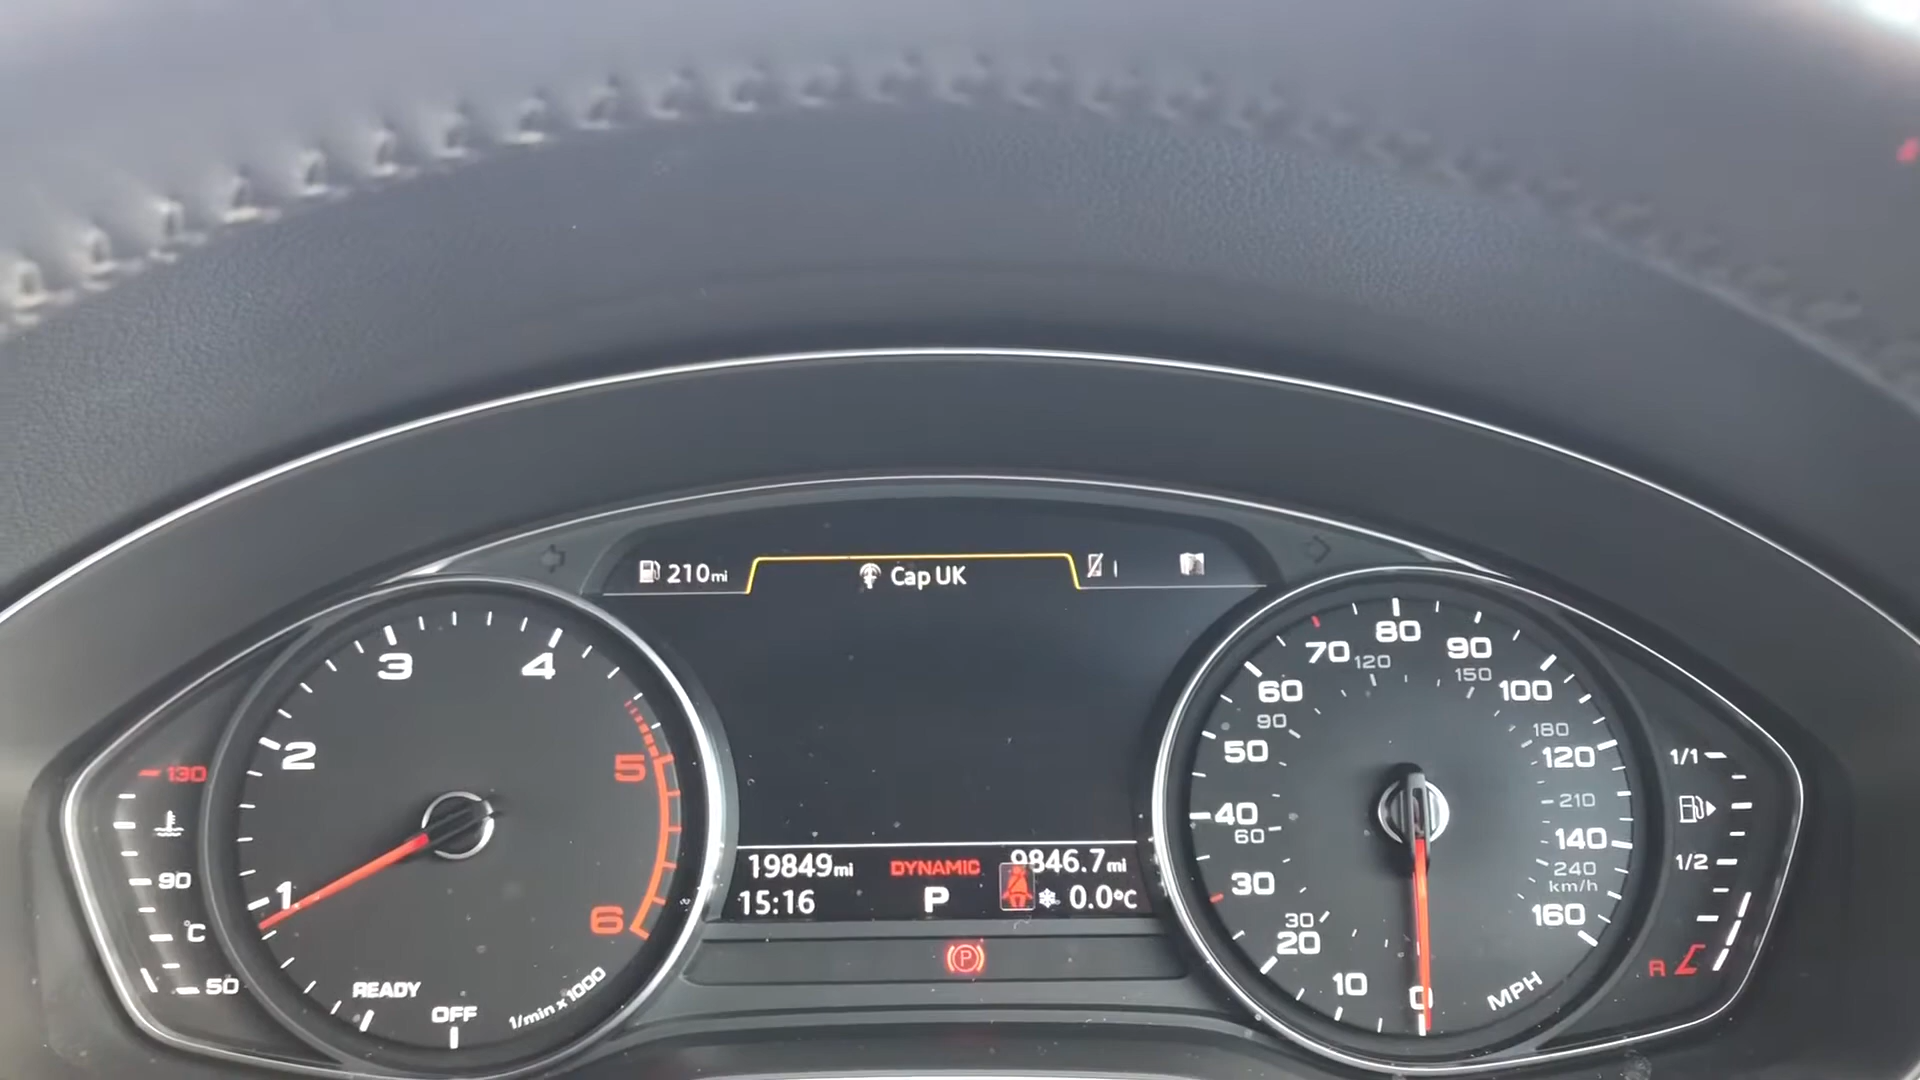 210mi
Cap UK
1
2
3
4
5
6
READY
OFF
1/min x 1000
130
90
°C
50
19849mi
DYNAMIC
9846.7mi
15:16
P
0.0°C
P
0
10
20
30
40
50
60
70
80
90
100
120
140
160
30
60
90
120
150
180
210
240
km/h
MPH
1/1
1/2
R